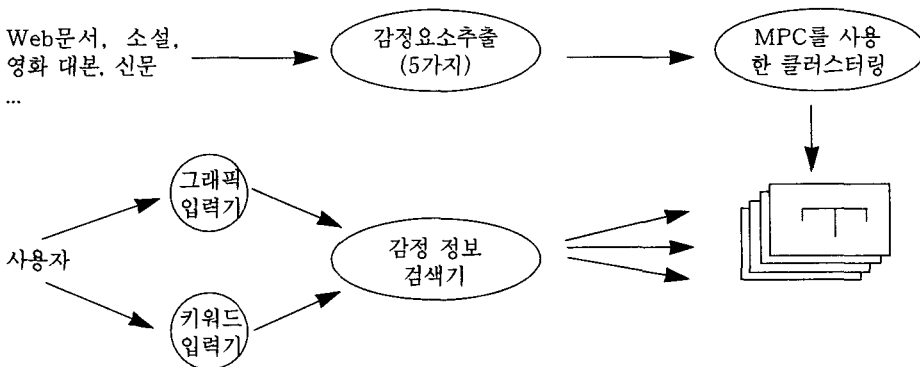 Web문서, 소설,
영화 대본, 신문
...
감정요소추출
(5가지)
MPC를 사용
한 클러스터링
그래픽
입력기
사용자
키워드
입력기
감정 정보
검색기